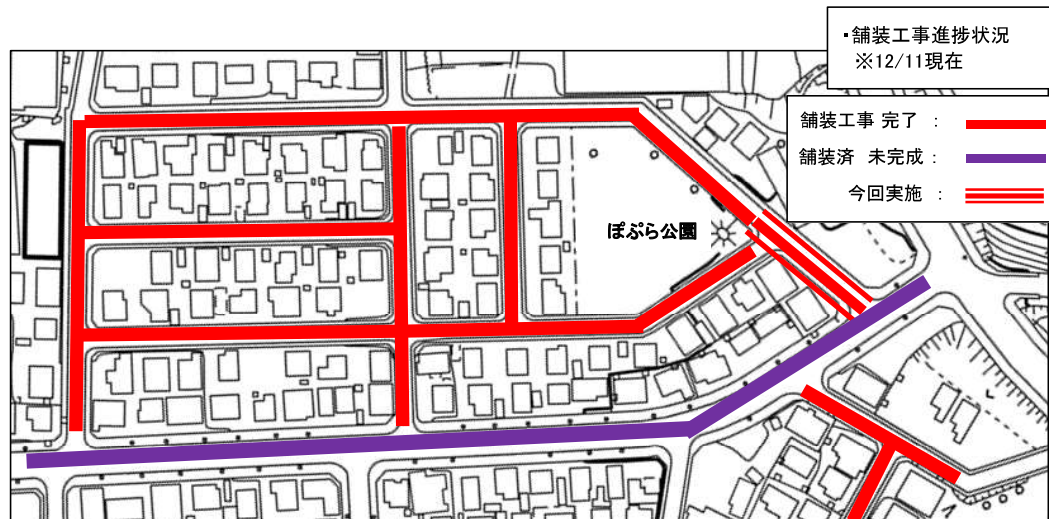 ・舗装工事進捗状況
※12/11現在
舗装工事 完了 ：
舗装済 未完成：
今回実施 ：
ぽぷら公園